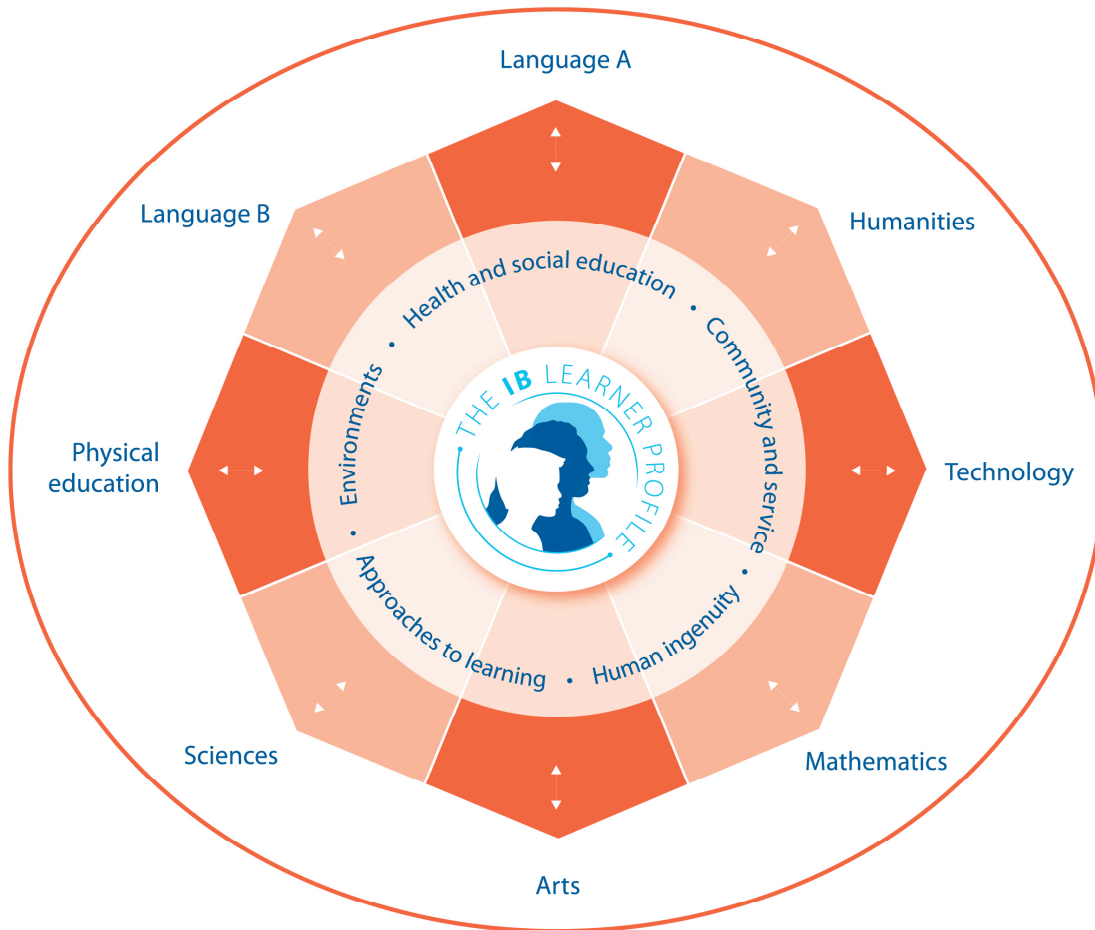 Language A
Language B
Humanities
Health and social education
Community and service
Environments
THE IB LEARNER PROFILE
Physical
education
Technology
Approaches to learning
Human ingenuity
Sciences
Mathematics
Arts